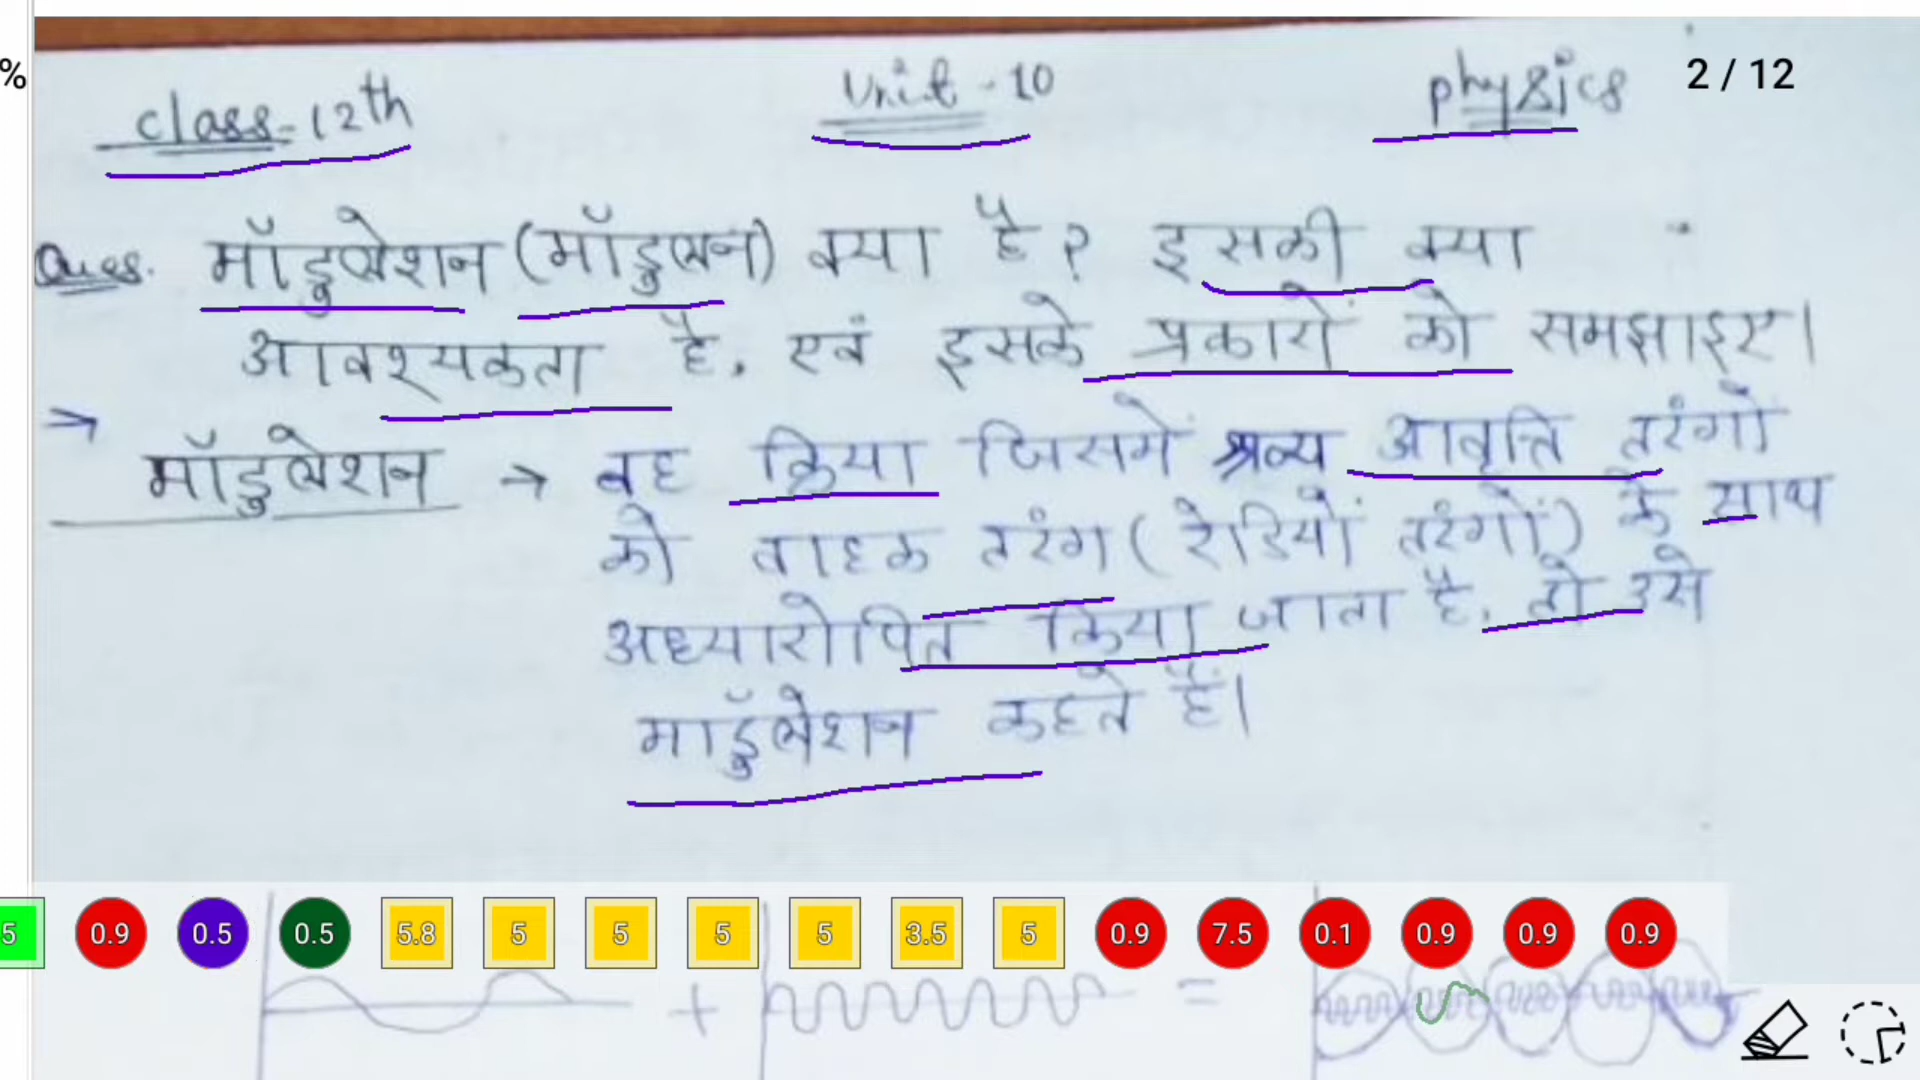 %
class-12th Unit-10 physics 2 / 12
Ques. मॉडुलेशन (मॉडुलन) क्या है? इसकी क्या
आवश्यकता है. एवं इसके प्रकारों को समझाइए।
→
मॉडुलेशन → वह क्रिया जिसमें श्रव्य आवृत्ति तरंगों
को वाहक तरंग (रेडियों तरंगों) के साथ
अध्यारोपित किया जाता है. तो उसे
माॅडुलेशन कहते हैं।
5 0.9 0.5 0.5 5.8 5 5 5 5 3.5 5 0.9 7.5 0.1 0.9 0.9 0.9
+ =